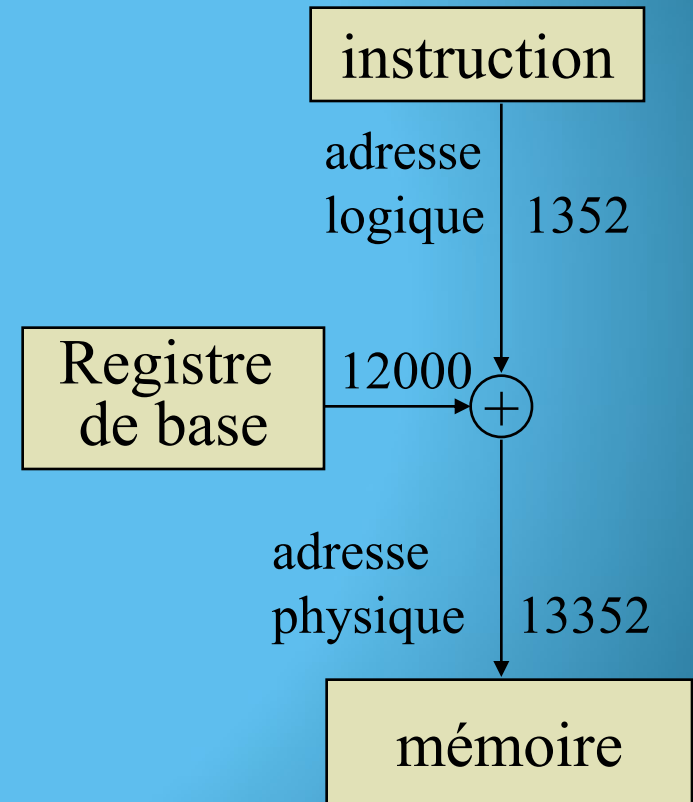 instruction
adresse
logique 1352
Registre
de base
12000
+
adresse
physique 13352
mémoire